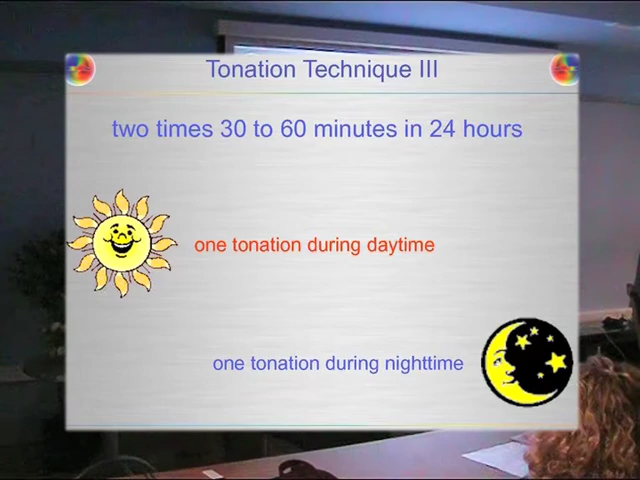 Tonation Technique III
two times 30 to 60 minutes in 24 hours
one tonation during daytime
one tonation during nighttime